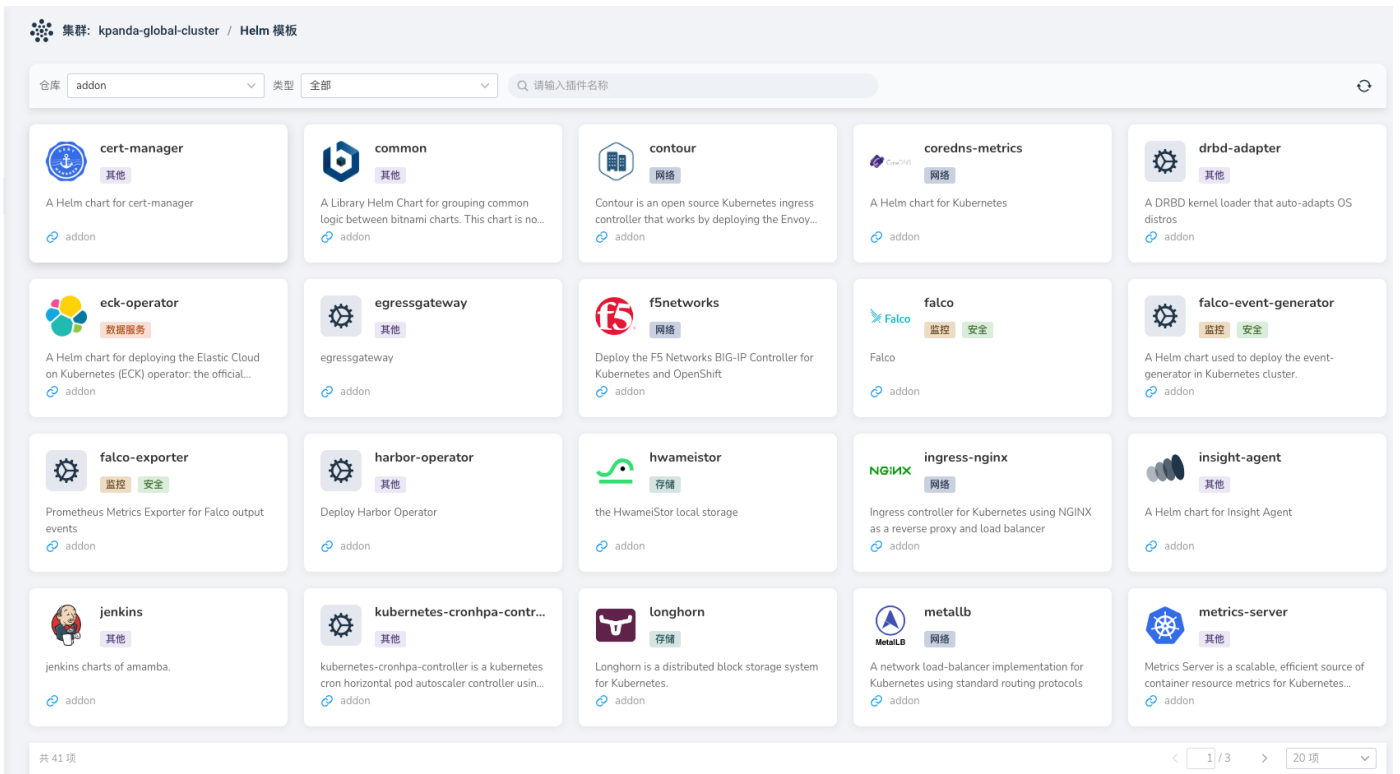 集群: kpanda-global-cluster / Helm 模板
仓库 addon 类型 全部 请输入插件名称
cert-manager
其他
A Helm chart for cert-manager
addon
common
其他
A Library Helm Chart for grouping common
logic between bitnami charts. This chart is no...
addon
contour
网络
Contour is an open source Kubernetes ingress
controller that works by deploying the Envoy...
addon
CoreDNS
coredns-metrics
网络
A Helm chart for Kubernetes
addon
drbd-adapter
其他
A DRBD kernel loader that auto-adapts OS
distros
addon
eck-operator
数据服务
A Helm chart for deploying the Elastic Cloud
on Kubernetes (ECK) operator: the official...
addon
egressgateway
其他
egressgateway
addon
f5
f5networks
网络
Deploy the F5 Networks BIG-IP Controller for
Kubernetes and OpenShift
addon
Falco
falco
监控 安全
Falco
addon
falco-event-generator
监控 安全
A Helm chart used to deploy the event-
generator in Kubernetes cluster.
addon
falco-exporter
监控 安全
Prometheus Metrics Exporter for Falco output
events
addon
harbor-operator
其他
Deploy Harbor Operator
addon
hwameistor
存储
the HwameiStor local storage
addon
NGINX
ingress-nginx
网络
Ingress controller for Kubernetes using NGINX
as a reverse proxy and load balancer
addon
insight-agent
其他
A Helm chart for Insight Agent
addon
jenkins
其他
jenkins charts of amamba.
addon
kubernetes-cronhpa-contr...
其他
kubernetes-cronhpa-controller is a kubernetes
cron horizontal pod autoscaler controller usin...
addon
longhorn
存储
Longhorn is a distributed block storage system
for Kubernetes.
addon
MetalLB
metallb
网络
A network load-balancer implementation for
Kubernetes using standard routing protocols
addon
metrics-server
其他
Metrics Server is a scalable, efficient source of
container resource metrics for Kubernetes...
addon
共 41 项
1 / 3 20 项